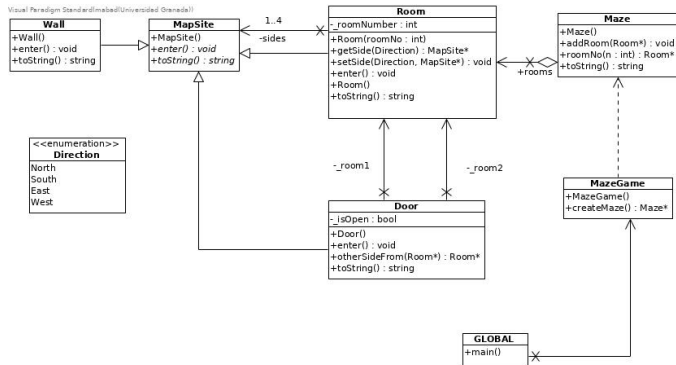 Visual Paradigm Standard(mabad(Universidad Granada))
Wall
+Wall()
+enter() : void
+toString() : string
MapSite
+MapSite()
+enter() : void
+toString() : string
1..4
-sides
Room
-_roomNumber : int
+Room(roomNo : int)
+getSide(Direction) : MapSite*
+setSide(Direction, MapSite*) : void
+enter() : void
+Room()
+toString() : string
+rooms
Maze
+Maze()
+addRoom(Room*) : void
+roomNo(n : int) : Room*
+toString() : string
<<enumeration>>
Direction
North
South
East
West
-_room1
-_room2
Door
-_isOpen : bool
+Door()
+enter() : void
+otherSideFrom(Room*) : Room*
+toString() : string
MazeGame
+MazeGame()
+createMaze() : Maze*
GLOBAL
+main()